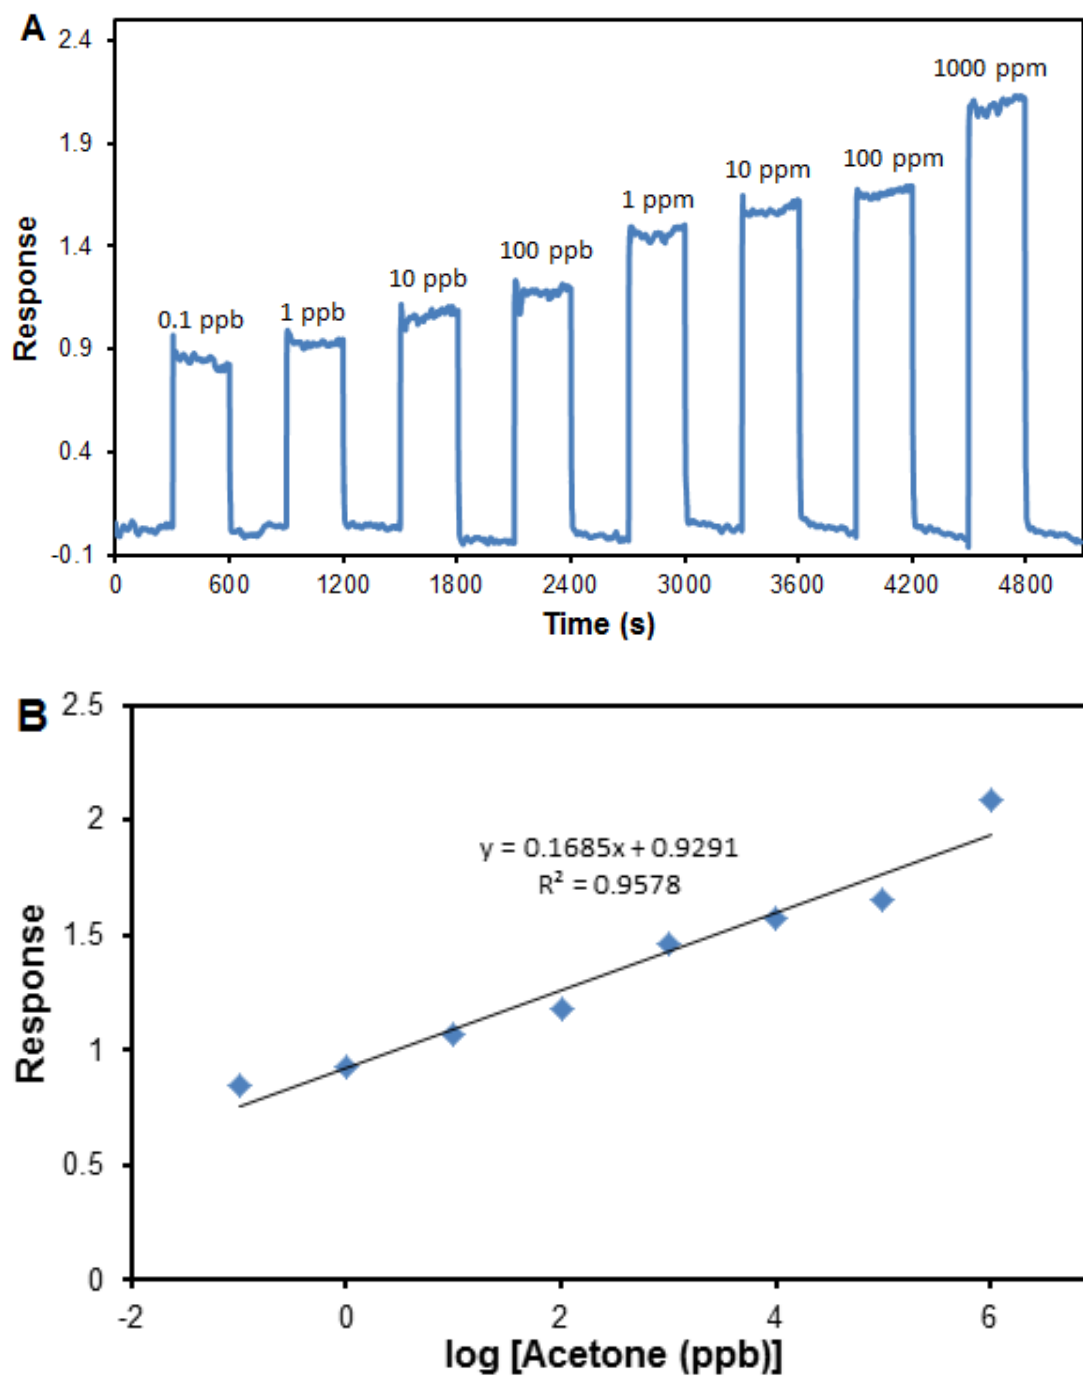 A
2.4
1.9
1.4
0.9
0.4
-0.1
Response
0.1 ppb
1 ppb
10 ppb
100 ppb
1 ppm
10 ppm
100 ppm
1000 ppm
0 600 1200 1800 2400 3000 3600 4200 4800
Time (s)
B
2.5
2
1.5
1
0.5
0
Response
y = 0.1685x + 0.9291
R² = 0.9578
-2 0 2 4 6
log [Acetone (ppb)]